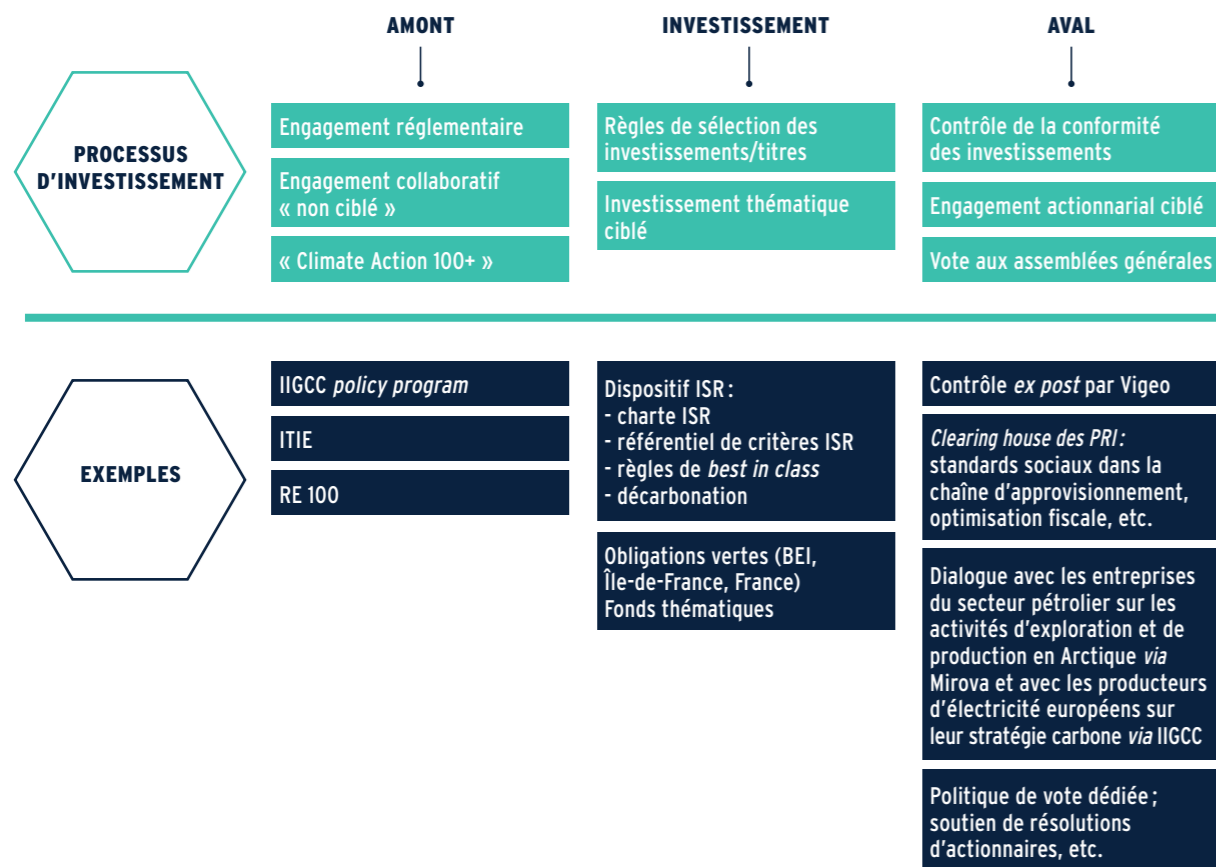 AMONT
INVESTISSEMENT
AVAL
PROCESSUS
D'INVESTISSEMENT
Engagement réglementaire
Engagement collaboratif
« non ciblé »
« Climate Action 100+ »
Règles de sélection des
investissements/titres
Investissement thématique
ciblé
Contrôle de la conformité
des investissements
Engagement actionnarial ciblé
Vote aux assemblées générales
EXEMPLES
IIGCC policy program
ITIE
RE 100
Dispositif ISR :
- charte ISR
- référentiel de critères ISR
- règles de best in class
- décarbonation
Obligations vertes (BEI,
Île-de-France, France)
Fonds thématiques
Contrôle ex post par Vigeo
Clearing house des PRI :
standards sociaux dans la
chaîne d'approvisionnement,
optimisation fiscale, etc.
Dialogue avec les entreprises
du secteur pétrolier sur les
activités d'exploration et de
production en Arctique via
Mirova et avec les producteurs
d'électricité européens sur
leur stratégie carbone via IIGCC
Politique de vote dédiée ;
soutien de résolutions
d'actionnaires, etc.